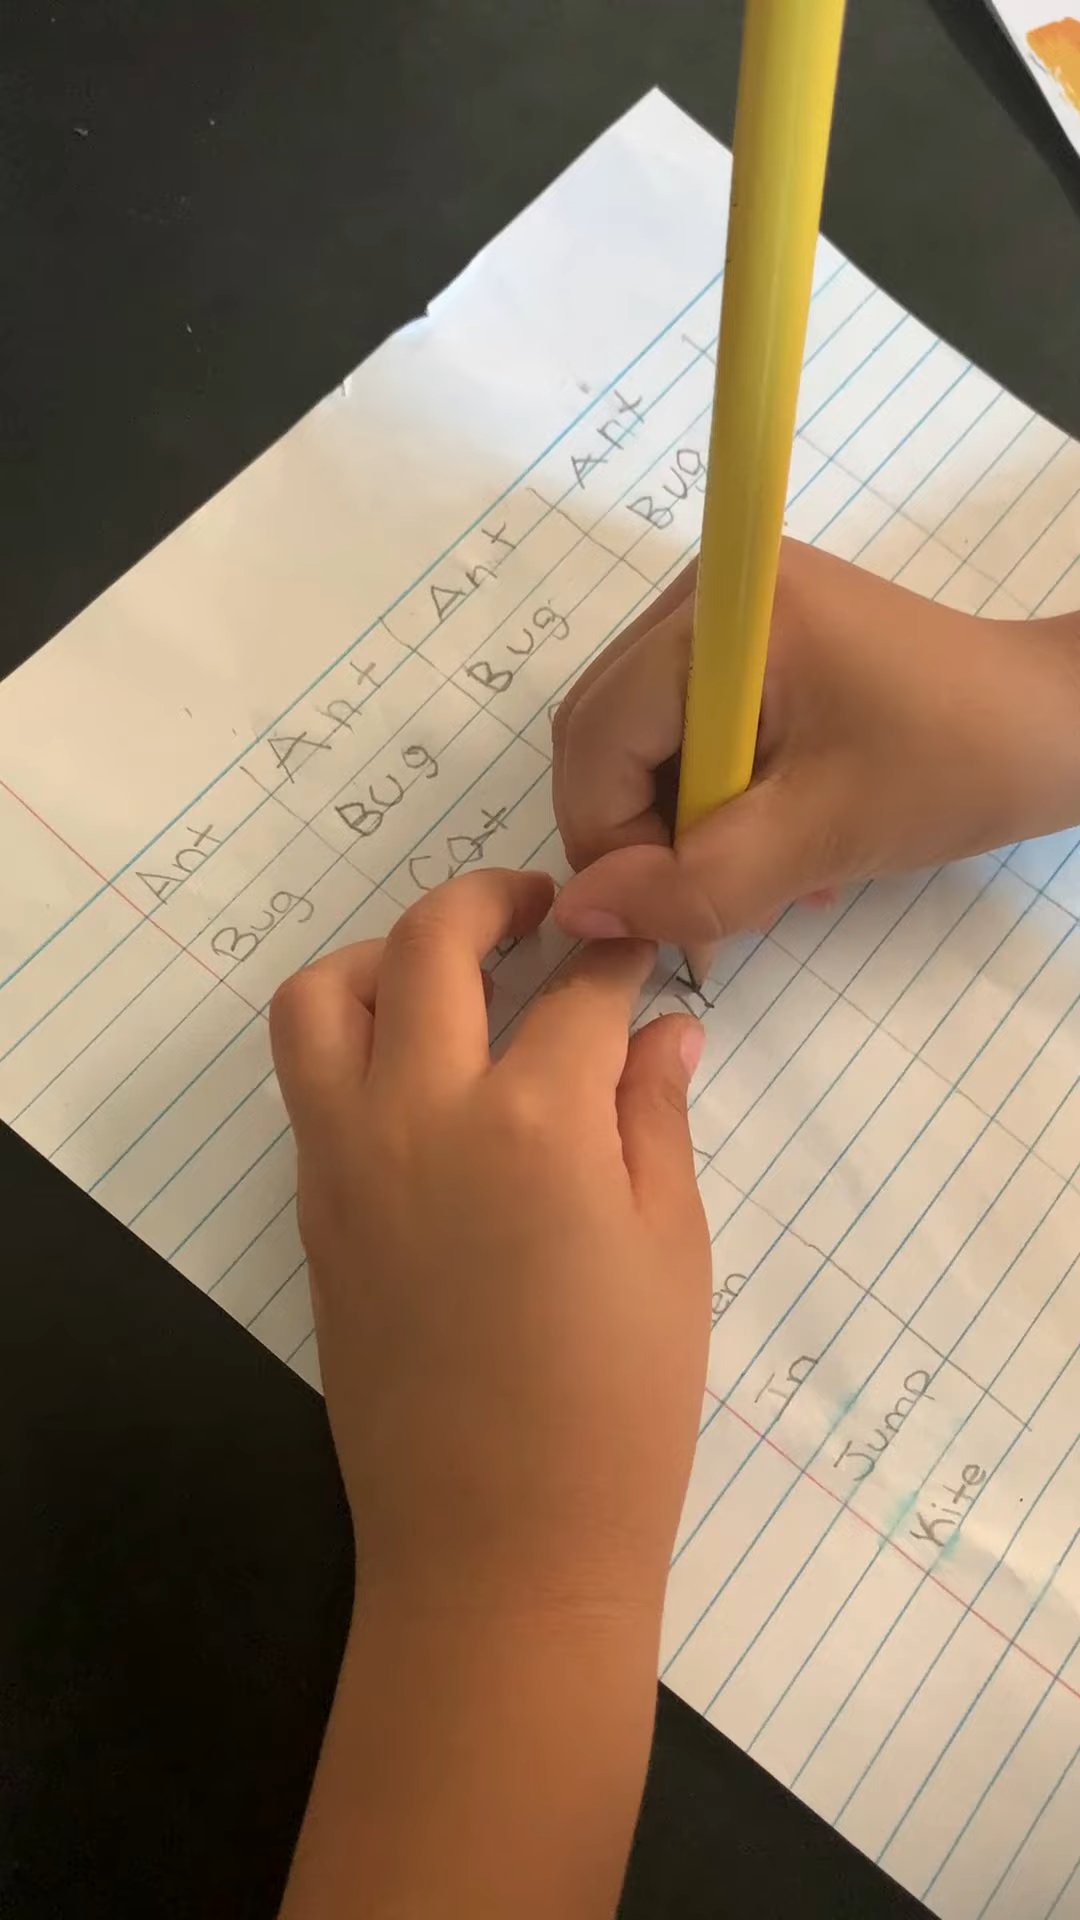 Ant Ant Ant Ant
Bug Bug Bug Bug
Cat
In
Jump
Kite